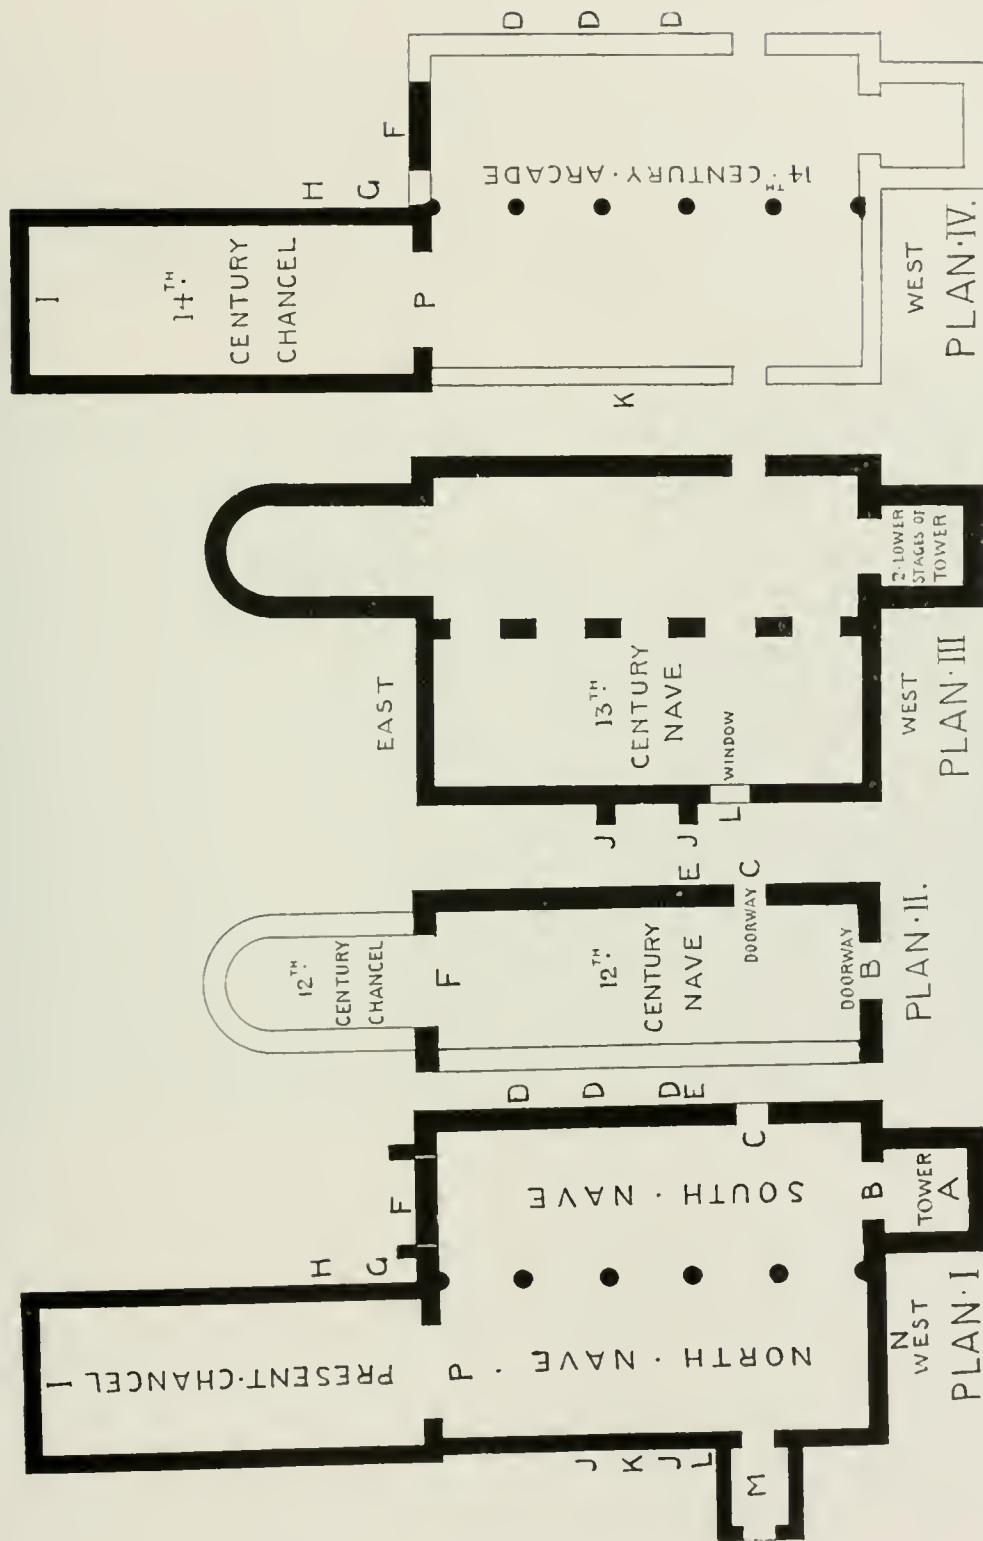 I
PRESENT·CHANCEL
H
G
F
P · NORTH · NAVE
SOUTH · NAVE
D
D
D
E
C
J
K
J
L
M
B
TOWER
A
N
WEST
PLAN·I
12TH.
CENTURY
CHANCEL
F
12TH.
CENTURY
NAVE
E
DOORWAY C
DOORWAY
B
PLAN·II.
EAST
13TH.
CENTURY
NAVE
J
J
L
WINDOW
2·LOWER
STAGES OF
TOWER
WEST
PLAN·III
I
14TH.
CENTURY
CHANCEL
H
G
F
P
K
14TH·CENTURY·ARCADE
D
D
D
WEST
PLAN·IV.